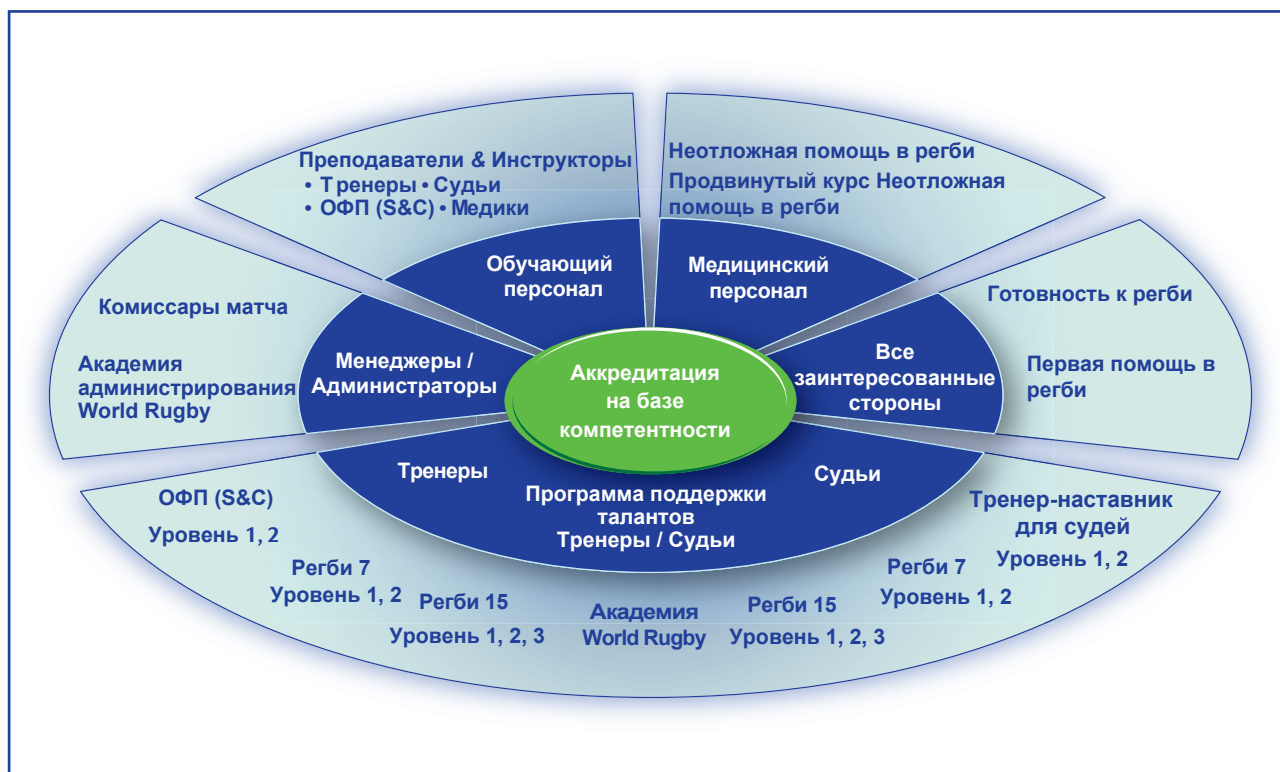 Преподаватели & Инструкторы
• Тренеры • Судьи
• ОФП (S&C) • Медики
Неотложная помощь в регби
Продвинутый курс Неотложная
помощь в регби
Обучающий
персонал
Медицинский
персонал
Комиссары матча
Академия
администрирования
World Rugby
Менеджеры /
Администраторы
Аккредитация
на базе
компетентности
Все
заинтересованные
стороны
Готовность к регби
Первая помощь в
регби
Тренеры
Программа поддержки
талантов
Тренеры / Судьи
Судьи
ОФП (S&C)
Уровень 1, 2
Регби 7
Уровень 1, 2
Регби 15
Уровень 1, 2, 3
Академия
World Rugby
Регби 15
Уровень 1, 2, 3
Регби 7
Уровень 1, 2
Тренер-наставник
для судей
Уровень 1, 2